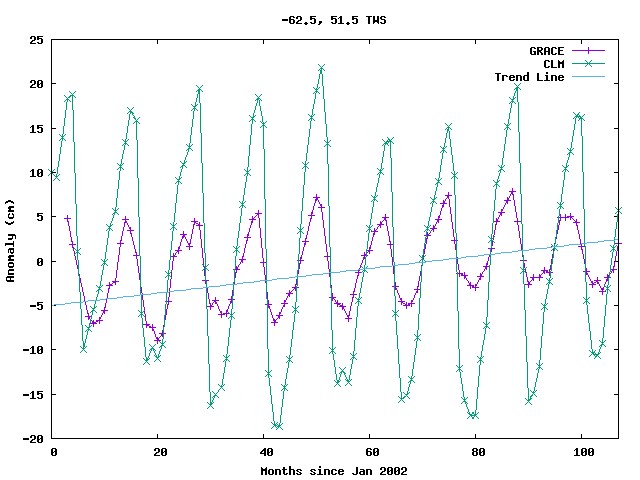 -62.5, 51.5 TWS
GRACE
CLM
Trend Line
25
20
15
10
5
0
-5
-10
-15
-20
Anomaly (cm)
0 20 40 60 80 100
Months since Jan 2002